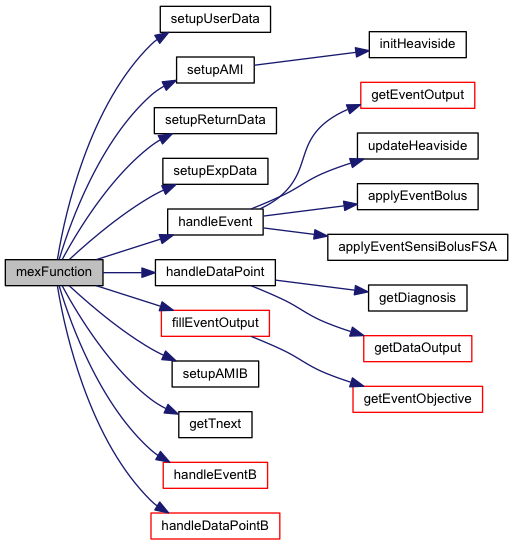 setupUserData
initHeaviside
setupAMI
getEventOutput
setupReturnData
updateHeaviside
setupExpData
applyEventBolus
handleEvent
applyEventSensiBolusFSA
mexFunction
handleDataPoint
getDiagnosis
fillEventOutput
getDataOutput
setupAMIB
getEventObjective
getTnext
handleEventB
handleDataPointB